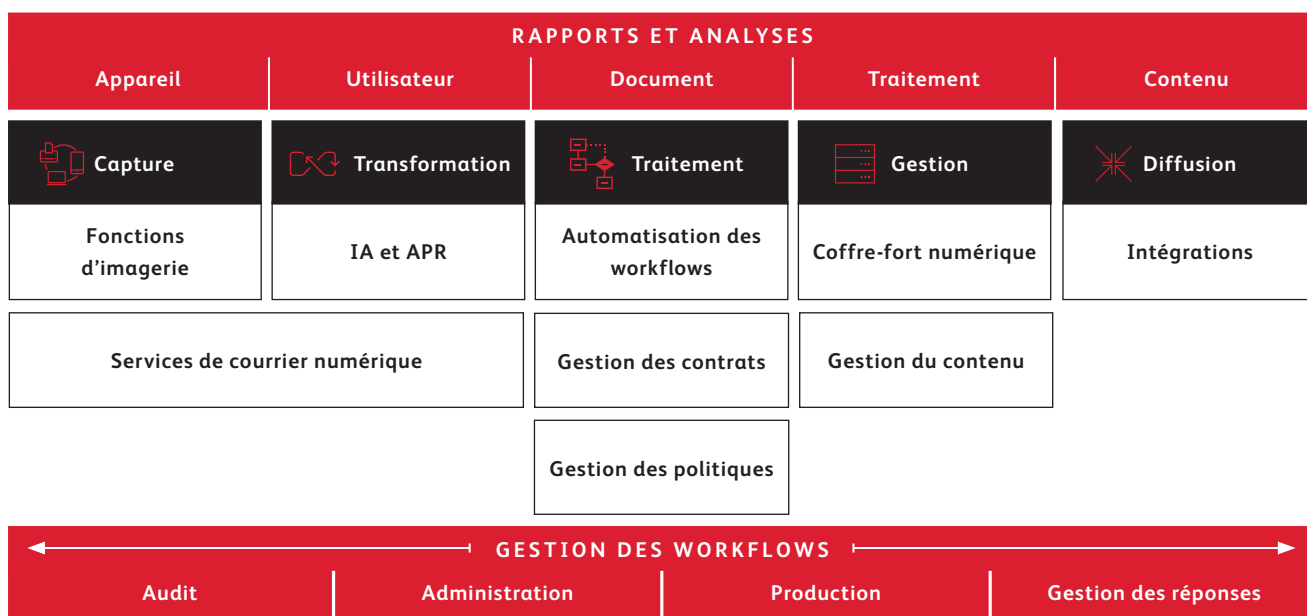 RAPPORTS ET ANALYSES
Appareil
Utilisateur
Document
Traitement
Contenu
Capture
Transformation
Traitement
Gestion
Diffusion
Fonctions
d'imagerie
IA et APR
Automatisation des
workflows
Coffre-fort numérique
Intégrations
Services de courrier numérique
Gestion des contrats
Gestion du contenu
Gestion des politiques
GESTION DES WORKFLOWS
Audit
Administration
Production
Gestion des réponses